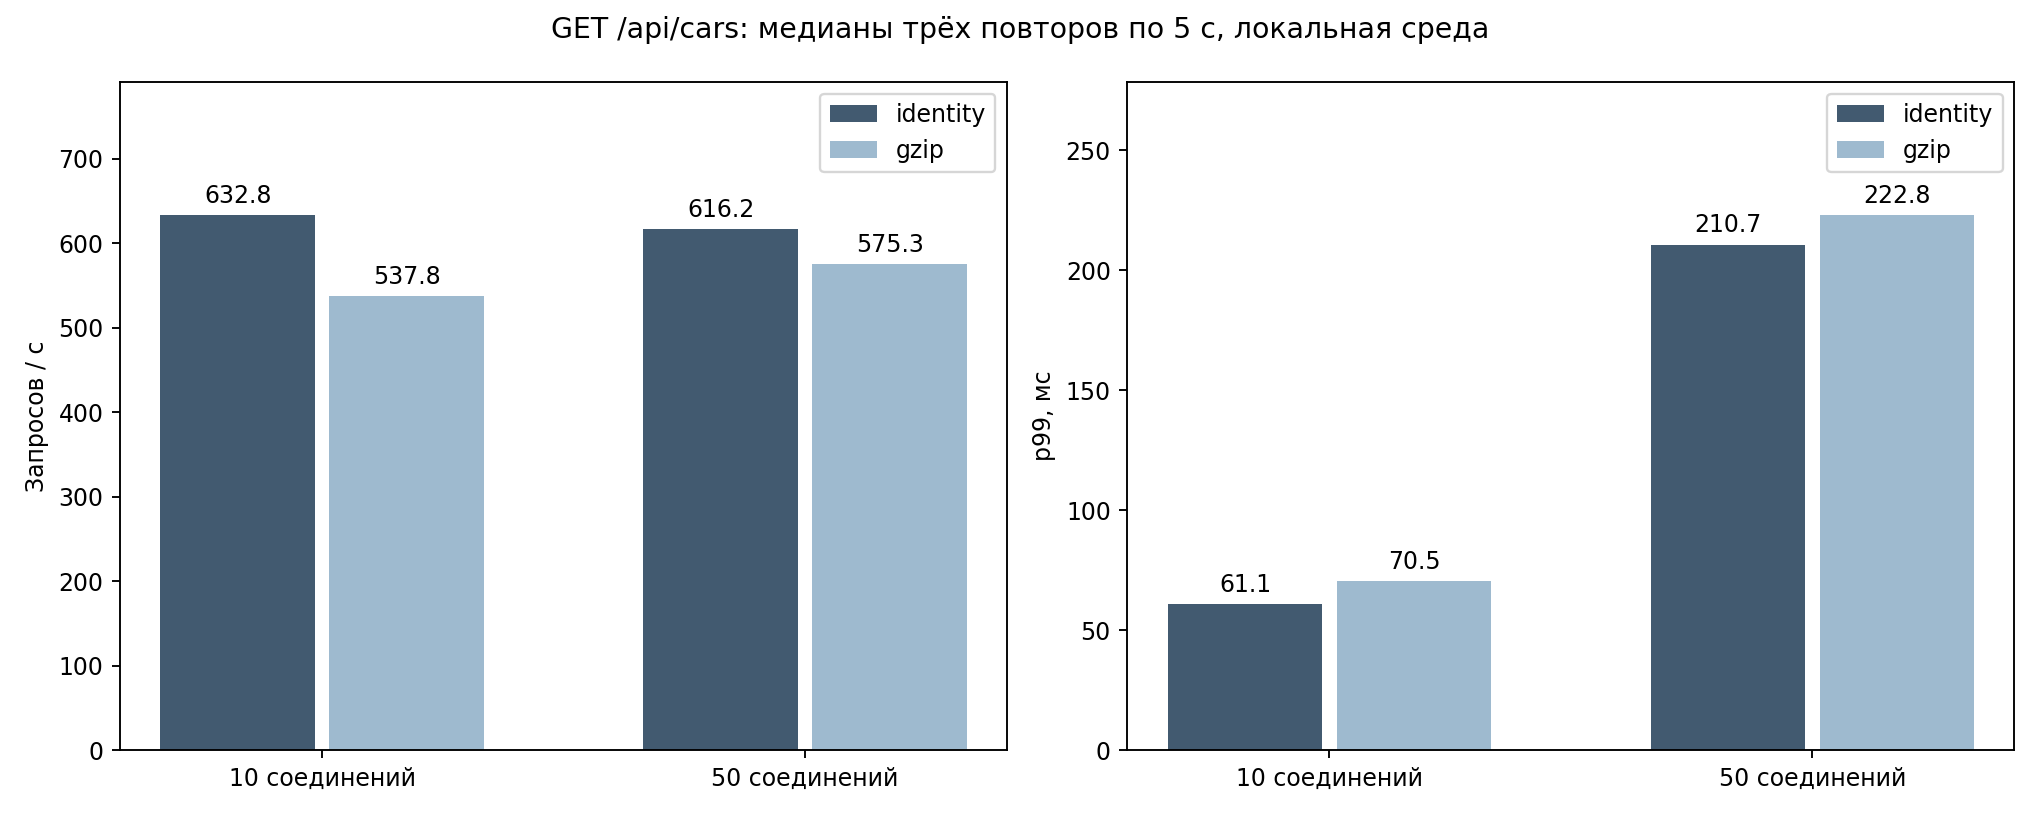 GET /api/cars: медианы трёх повторов по 5 с, локальная среда
Запросов / с
700
600
500
400
300
200
100
0
identity
gzip
632.8
537.8
616.2
575.3
10 соединений
50 соединений
p99, мс
250
200
150
100
50
0
identity
gzip
61.1
70.5
210.7
222.8
10 соединений
50 соединений